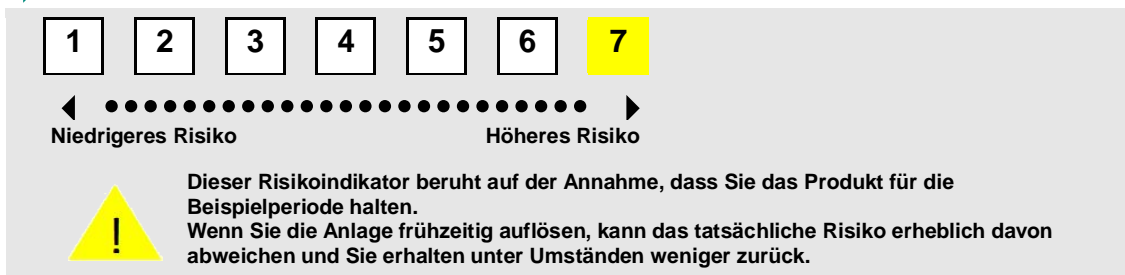 1 2 3 4 5 6 7
Niedrigeres Risiko Höheres Risiko
!
Dieser Risikoindikator beruht auf der Annahme, dass Sie das Produkt für die
Beispielperiode halten.
Wenn Sie die Anlage frühzeitig auflösen, kann das tatsächliche Risiko erheblich davon
abweichen und Sie erhalten unter Umständen weniger zurück.